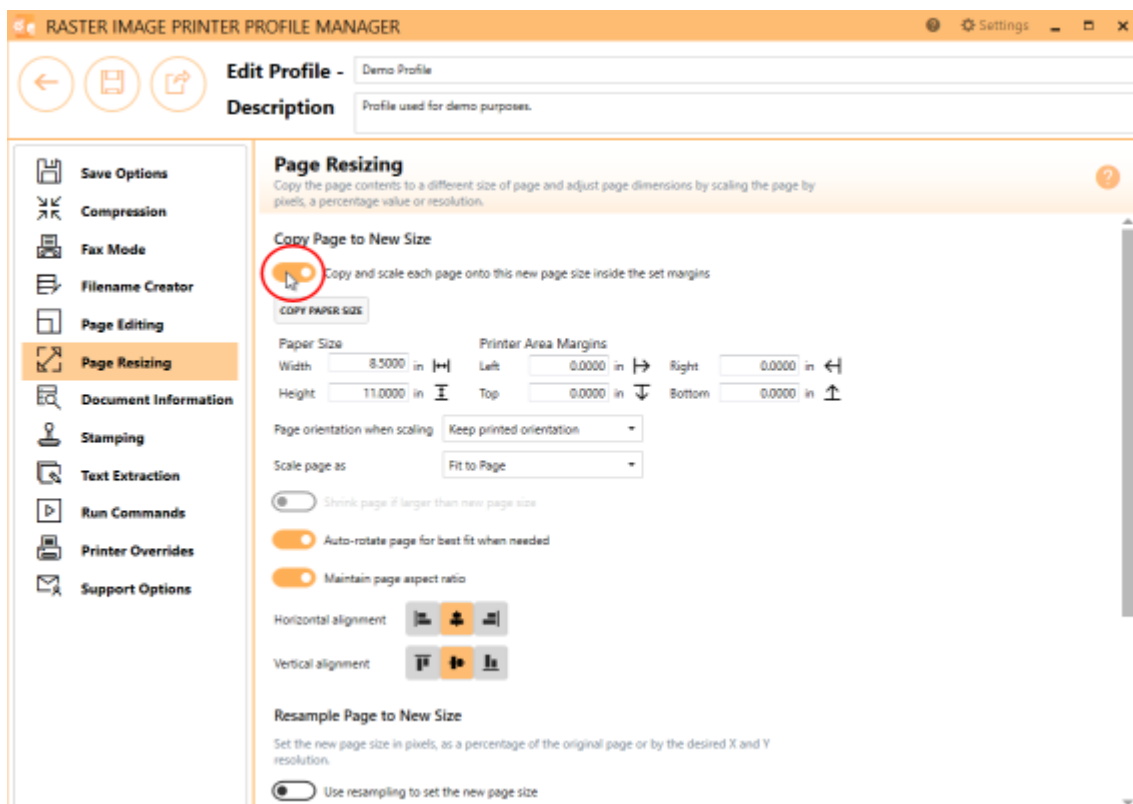 RASTER IMAGE PRINTER PROFILE MANAGER
Settings
Edit Profile - Demo Profile
Description Profile used for demo purposes.
Save Options
Compression
Fax Mode
Filename Creator
Page Editing
Page Resizing
Document Information
Stamping
Text Extraction
Run Commands
Printer Overrides
Support Options
Page Resizing
Copy the page contents to a different size of page and adjust page dimensions by scaling the page by
pixels, a percentage value or resolution.
Copy Page to New Size
Copy and scale each page onto this new page size inside the set margins
COPY PAPER SIZE
Paper Size Printer Area Margins
Width 8.5000 in Left 0.0000 in Right 0.0000 in
Height 11.0000 in Top 0.0000 in Bottom 0.0000 in
Page orientation when scaling Keep printed orientation
Scale page as Fit to Page
Shrink page if larger than new page size
Auto-rotate page for best fit when needed
Maintain page aspect ratio
Horizontal alignment
Vertical alignment
Resample Page to New Size
Set the new page size in pixels, as a percentage of the original page or by the desired X and Y
resolution.
Use resampling to set the new page size